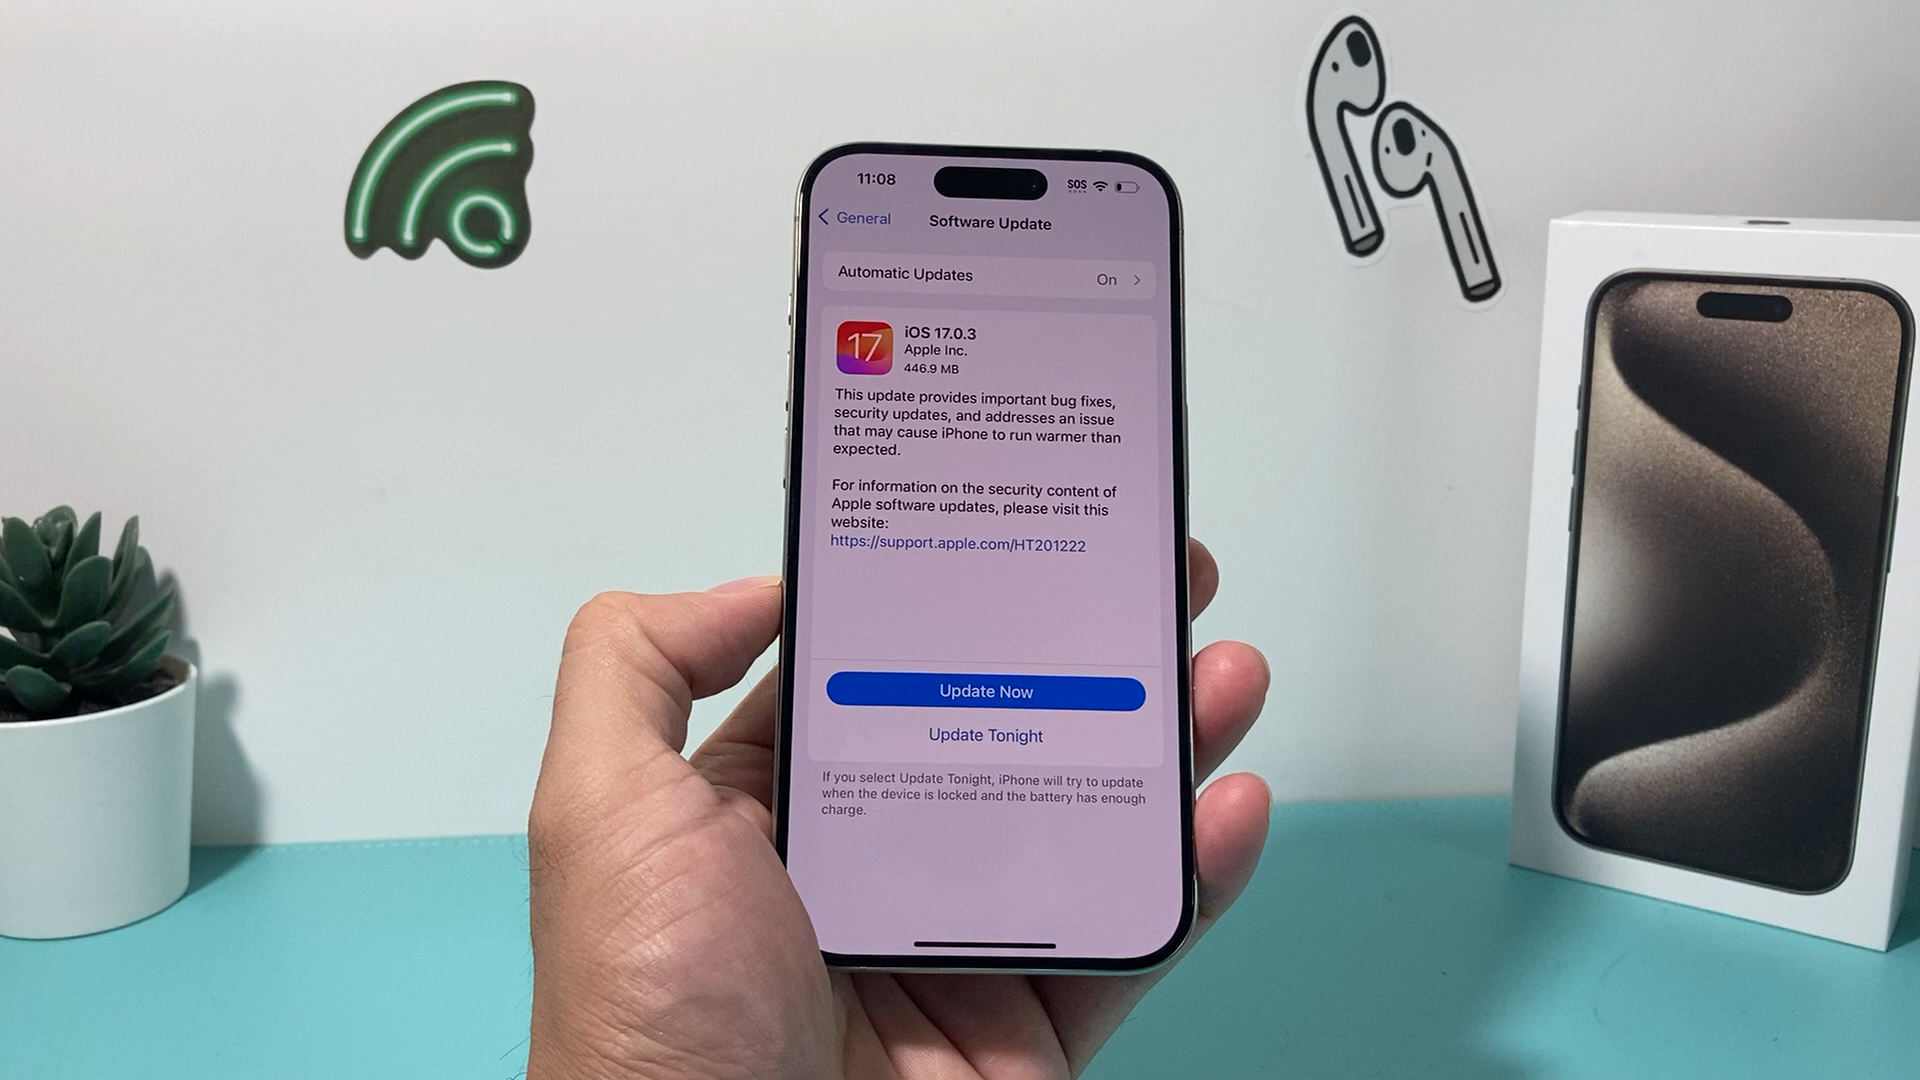 11:08
SOS
General
Software Update
Automatic Updates
On
17
iOS 17.0.3
Apple Inc.
446.9 MB
This update provides important bug fixes,
security updates, and addresses an issue
that may cause iPhone to run warmer than
expected.
For information on the security content of
Apple software updates, please visit this
website:
https://support.apple.com/HT201222
Update Now
Update Tonight
If you select Update Tonight, iPhone will try to update
when the device is locked and the battery has enough
charge.